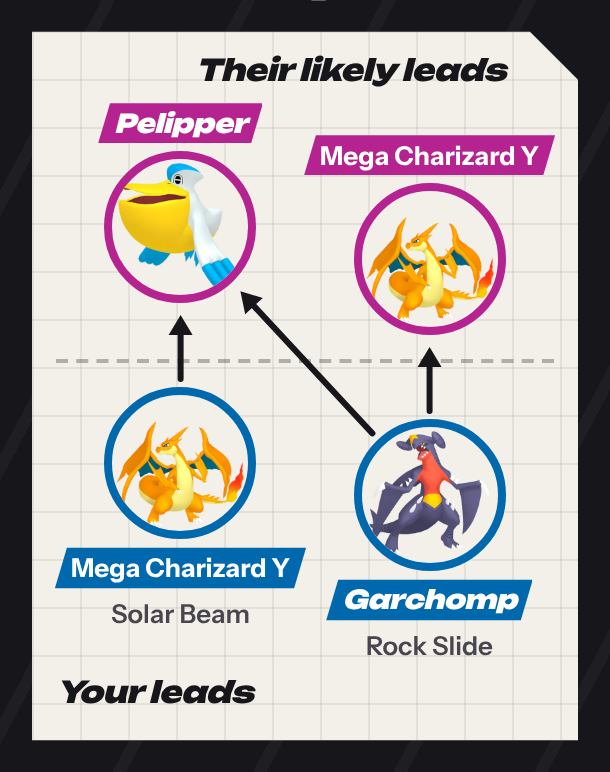 Their likely leads
Pelipper
Mega Charizard Y
Mega Charizard Y
Solar Beam
Garchomp
Rock Slide
Your leads